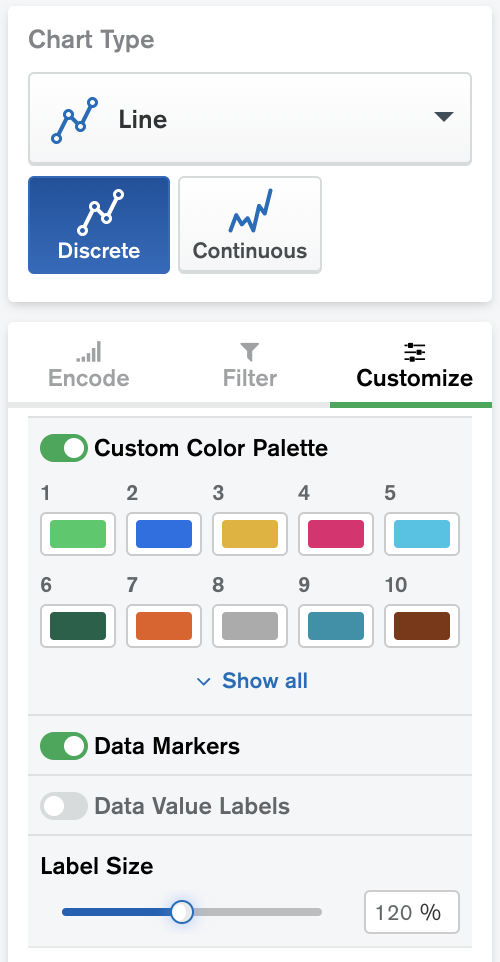 Chart Type
Line
Discrete
Continuous
Encode
Filter
Customize
Custom Color Palette
1 2 3 4 5
6 7 8 9 10
Show all
Data Markers
Data Value Labels
Label Size
120 %